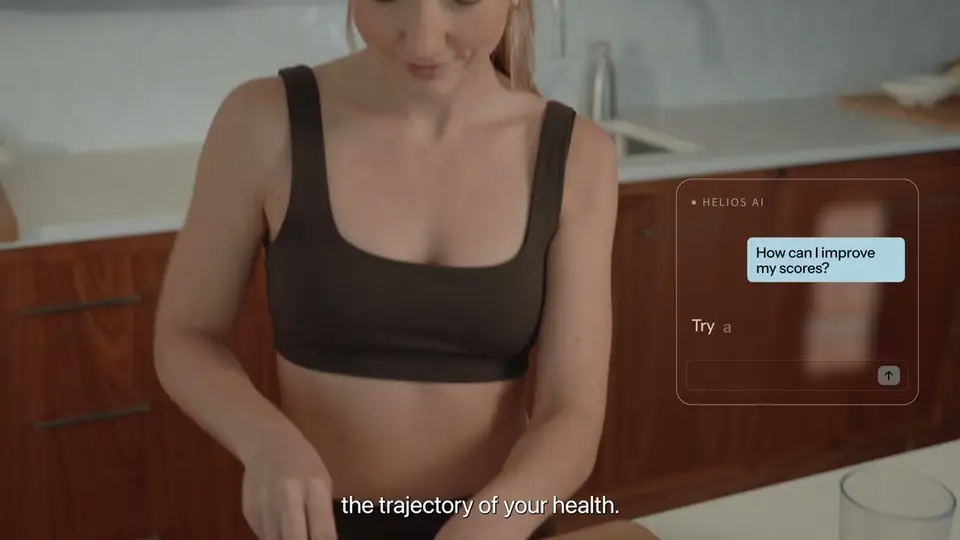 HELIOS AI
How can I improve
my scores?
Try a
the trajectory of your health.